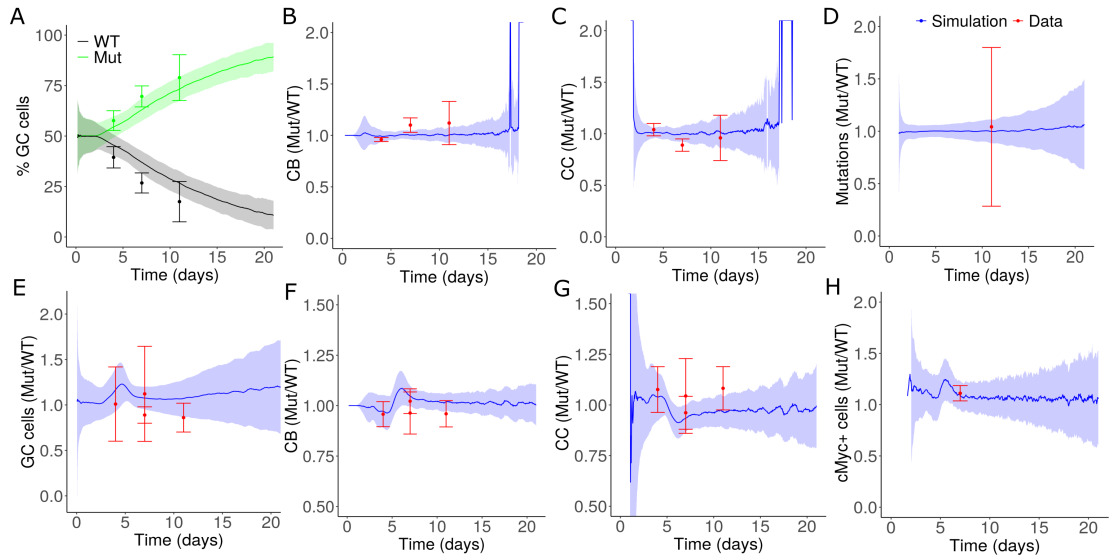 A
% GC cells
100
75
50
25
0
WT
Mut
0 5 10 15 20
Time (days)
B
CB (Mut/WT)
2.0
1.5
1.0
0.5
0.0
0 5 10 15 20
Time (days)
C
CC (Mut/WT)
2.0
1.5
1.0
0.5
0.0
0 5 10 15 20
Time (days)
D
Simulation Data
Mutations (Mut/WT)
2.0
1.5
1.0
0.5
0.0
0 5 10 15 20
Time (days)
E
GC cells (Mut/WT)
2.0
1.5
1.0
0.5
0.0
0 5 10 15 20
Time (days)
F
CB (Mut/WT)
1.50
1.25
1.00
0.75
0.50
0 5 10 15 20
Time (days)
G
CC (Mut/WT)
1.50
1.25
1.00
0.75
0.50
0 5 10 15 20
Time (days)
H
cMyc+ cells (Mut/WT)
2.0
1.5
1.0
0.5
0.0
0 5 10 15 20
Time (days)